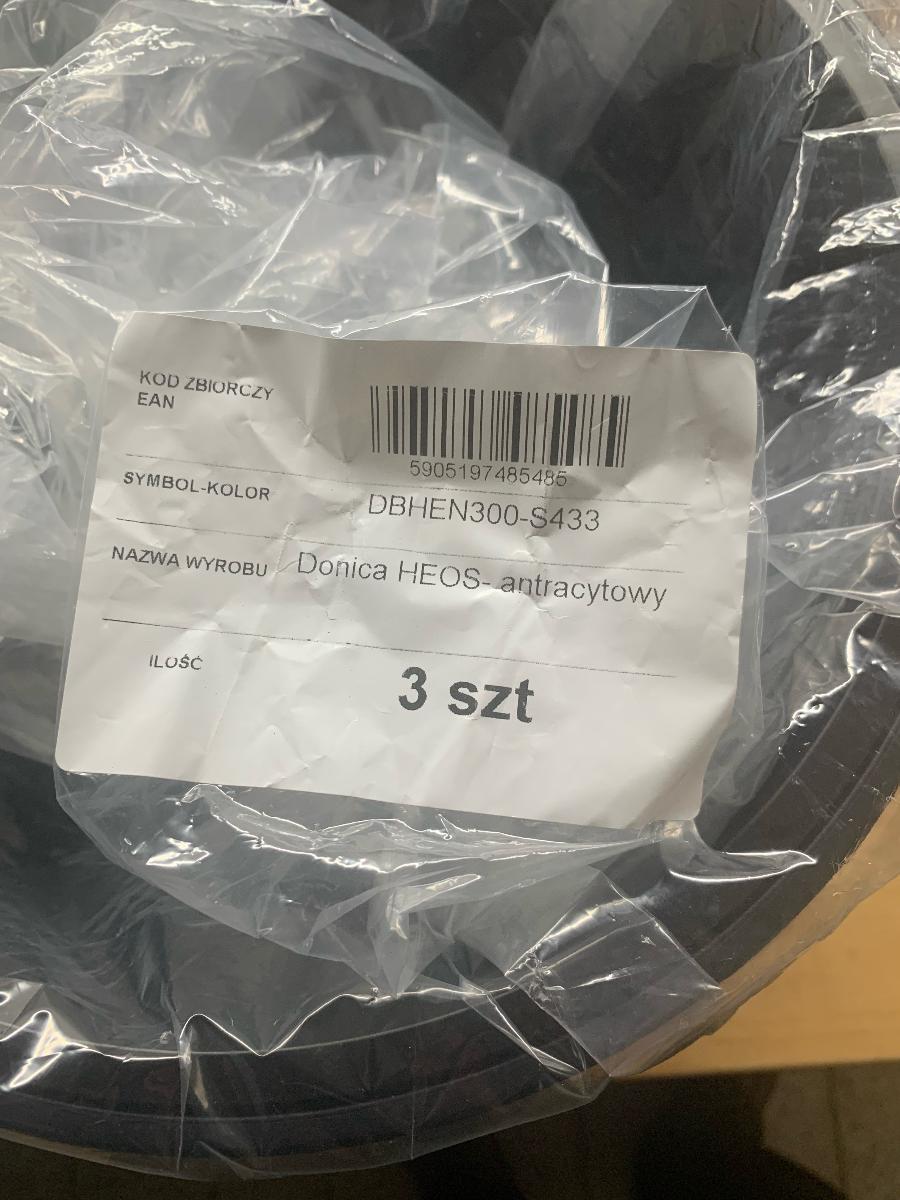 KOD ZBIORCZY
EAN
5905197485485
SYMBOL-KOLOR DBHEN300-S433
NAZWA WYROBU Donica HEOS- antracytowy
ILOŚĆ 3 szt